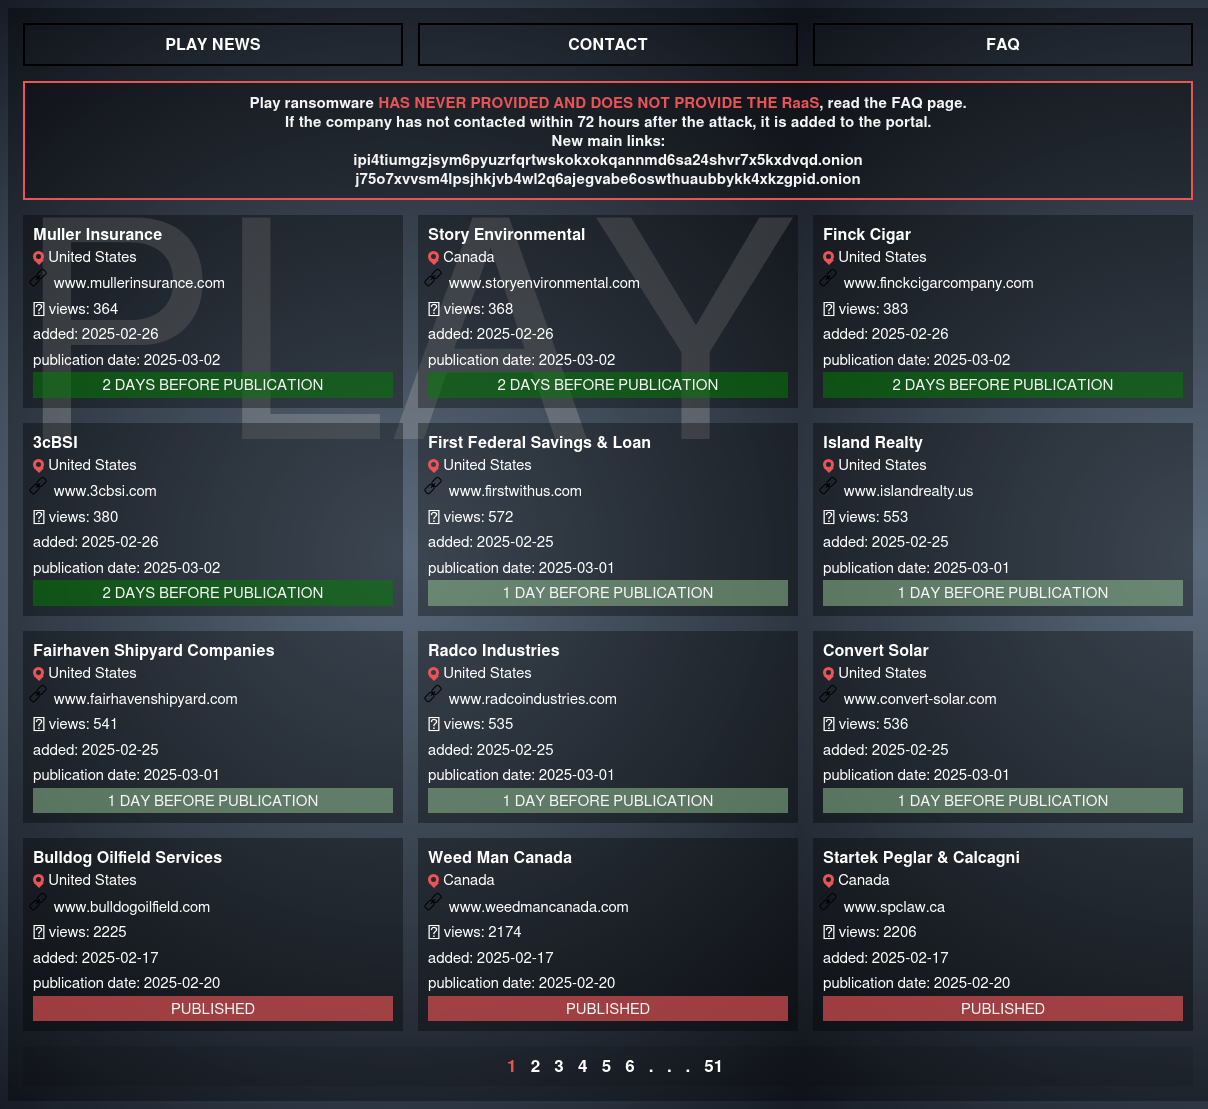 PLAY NEWS
CONTACT
FAQ
Play ransomware HAS NEVER PROVIDED AND DOES NOT PROVIDE THE RaaS, read the FAQ page.
If the company has not contacted within 72 hours after the attack, it is added to the portal.
New main links:
ipi4tiumgzjsym6pyuzrfqrtwskokxokqannmd6sa24shvr7x5kxdvqd.onion
j75o7xvvsm4lpsjhkjvb4wl2q6ajegvabe6oswthuaubbykk4xkzgpid.onion
PLAY
Muller Insurance
United States
www.mullerinsurance.com
views: 364
added: 2025-02-26
publication date: 2025-03-02
2 DAYS BEFORE PUBLICATION
Story Environmental
Canada
www.storyenvironmental.com
views: 368
added: 2025-02-26
publication date: 2025-03-02
2 DAYS BEFORE PUBLICATION
Finck Cigar
United States
www.finckcigarcompany.com
views: 383
added: 2025-02-26
publication date: 2025-03-02
2 DAYS BEFORE PUBLICATION
3cBSI
United States
www.3cbsi.com
views: 380
added: 2025-02-26
publication date: 2025-03-02
2 DAYS BEFORE PUBLICATION
First Federal Savings & Loan
United States
www.firstwithus.com
views: 572
added: 2025-02-25
publication date: 2025-03-01
1 DAY BEFORE PUBLICATION
Island Realty
United States
www.islandrealty.us
views: 553
added: 2025-02-25
publication date: 2025-03-01
1 DAY BEFORE PUBLICATION
Fairhaven Shipyard Companies
United States
www.fairhavenshipyard.com
views: 541
added: 2025-02-25
publication date: 2025-03-01
1 DAY BEFORE PUBLICATION
Radco Industries
United States
www.radcoindustries.com
views: 535
added: 2025-02-25
publication date: 2025-03-01
1 DAY BEFORE PUBLICATION
Convert Solar
United States
www.convert-solar.com
views: 536
added: 2025-02-25
publication date: 2025-03-01
1 DAY BEFORE PUBLICATION
Bulldog Oilfield Services
United States
www.bulldogoilfield.com
views: 2225
added: 2025-02-17
publication date: 2025-02-20
PUBLISHED
Weed Man Canada
Canada
www.weedmancanada.com
views: 2174
added: 2025-02-17
publication date: 2025-02-20
PUBLISHED
Startek Peglar & Calcagni
Canada
www.spclaw.ca
views: 2206
added: 2025-02-17
publication date: 2025-02-20
PUBLISHED
1 2 3 4 5 6 . . . 51